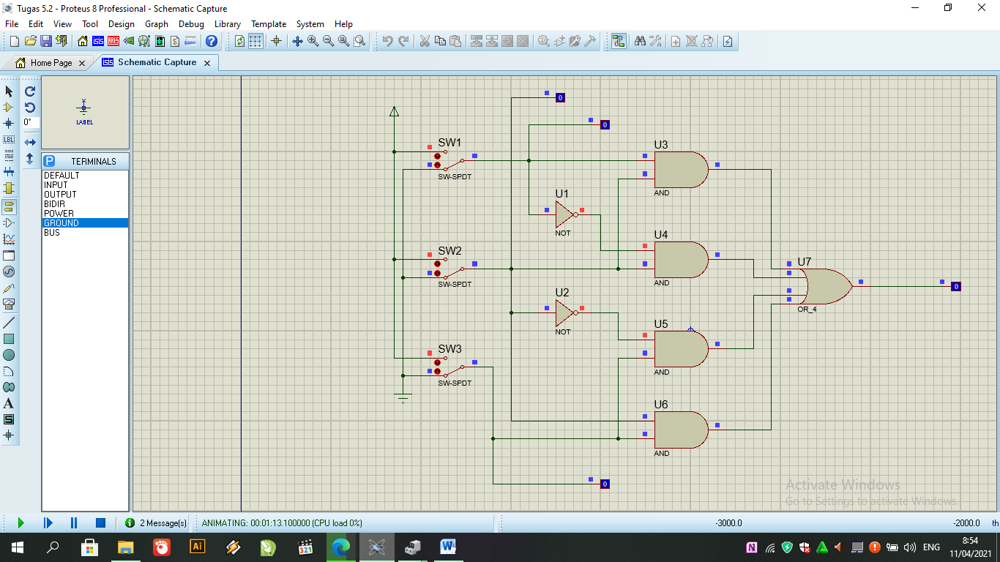 Tugas 5.2 - Proteus 8 Professional - Schematic Capture
File Edit View Tool Design Graph Debug Library Template System Help
Home Page
Schematic Capture
0°
LABEL
P TERMINALS
DEFAULT
INPUT
OUTPUT
BIDIR
POWER
GROUND
BUS
LBL
A
S
0
0
SW1
SW-SPDT
U3
AND
U1
NOT
SW2
SW-SPDT
U4
AND
U7
OR_4
0
U2
NOT
U5
AND
SW3
SW-SPDT
U6
AND
0
Activate Windows
Go to Settings to activate Windows.
2 Message(s)
ANIMATING: 00:01:13.100000 (CPU load 0%)
-3000.0
-2000.0
th
Ai
321
W
N
ENG
8:54
11/04/2021